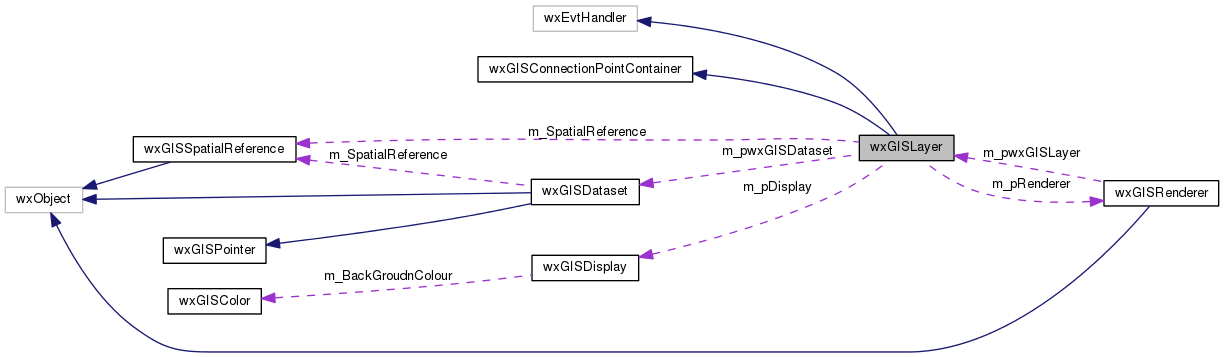 wxEvtHandler
wxGISConnectionPointContainer
m_SpatialReference
wxGISSpatialReference
wxGISLayer
m_SpatialReference
m_pwxGISDataset
m_pwxGISLayer
m_pDisplay
m_pRenderer
wxGISDataset
wxGISRenderer
wxObject
wxGISPointer
wxGISDisplay
m_BackGroudnColour
wxGISColor